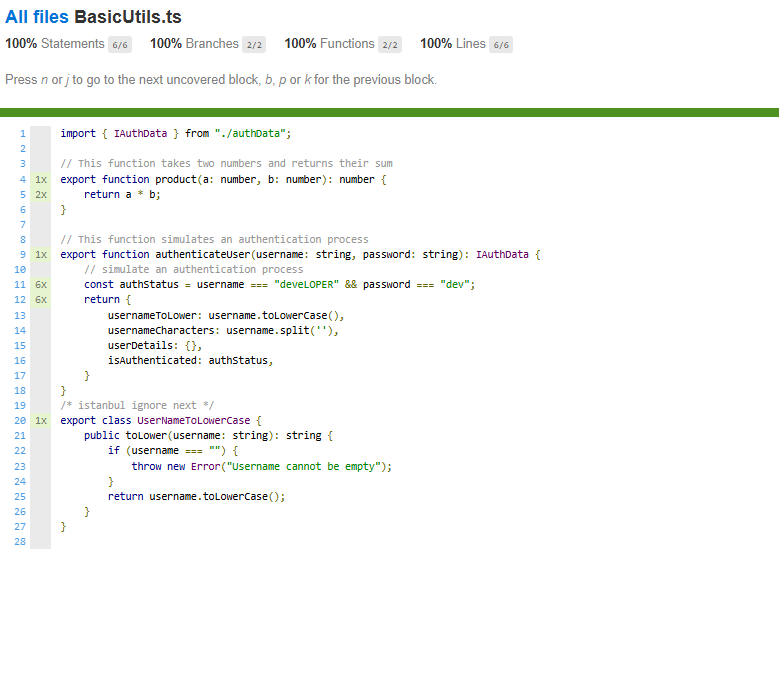 All files BasicUtils.ts
100% Statements 6/6 100% Branches 2/2 100% Functions 2/2 100% Lines 6/6
Press n or j to go to the next uncovered block, b, p or k for the previous block.
1 import { IAuthData } from "./authData";
2
3 // This function takes two numbers and returns their sum
4 1x export function product(a: number, b: number): number {
5 2x     return a * b;
6 }
7
8 // This function simulates an authentication process
9 1x export function authenticateUser(username: string, password: string): IAuthData {
10     // simulate an authentication process
11 6x     const authStatus = username === "deveLOPER" && password === "dev";
12 6x     return {
13         usernameToLower: username.toLowerCase(),
14         usernameCharacters: username.split(''),
15         userDetails: {},
16         isAuthenticated: authStatus,
17     }
18 }
19 /* istanbul ignore next */
20 1x export class UserNameToLowerCase {
21     public toLower(username: string): string {
22         if (username === "") {
23             throw new Error("Username cannot be empty");
24         }
25         return username.toLowerCase();
26     }
27 }
28